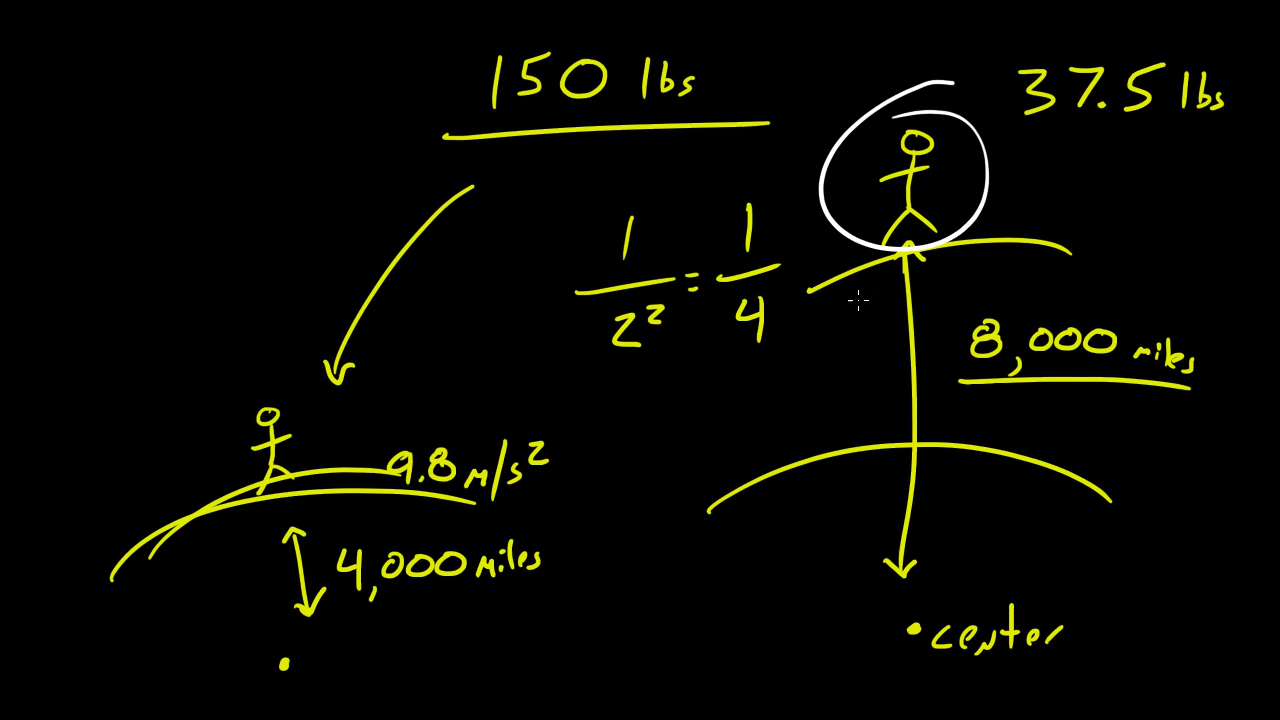 150 lbs
37.5 lbs
1/2² = 1/4
8,000 miles
9.8 m/s²
4,000 miles
center